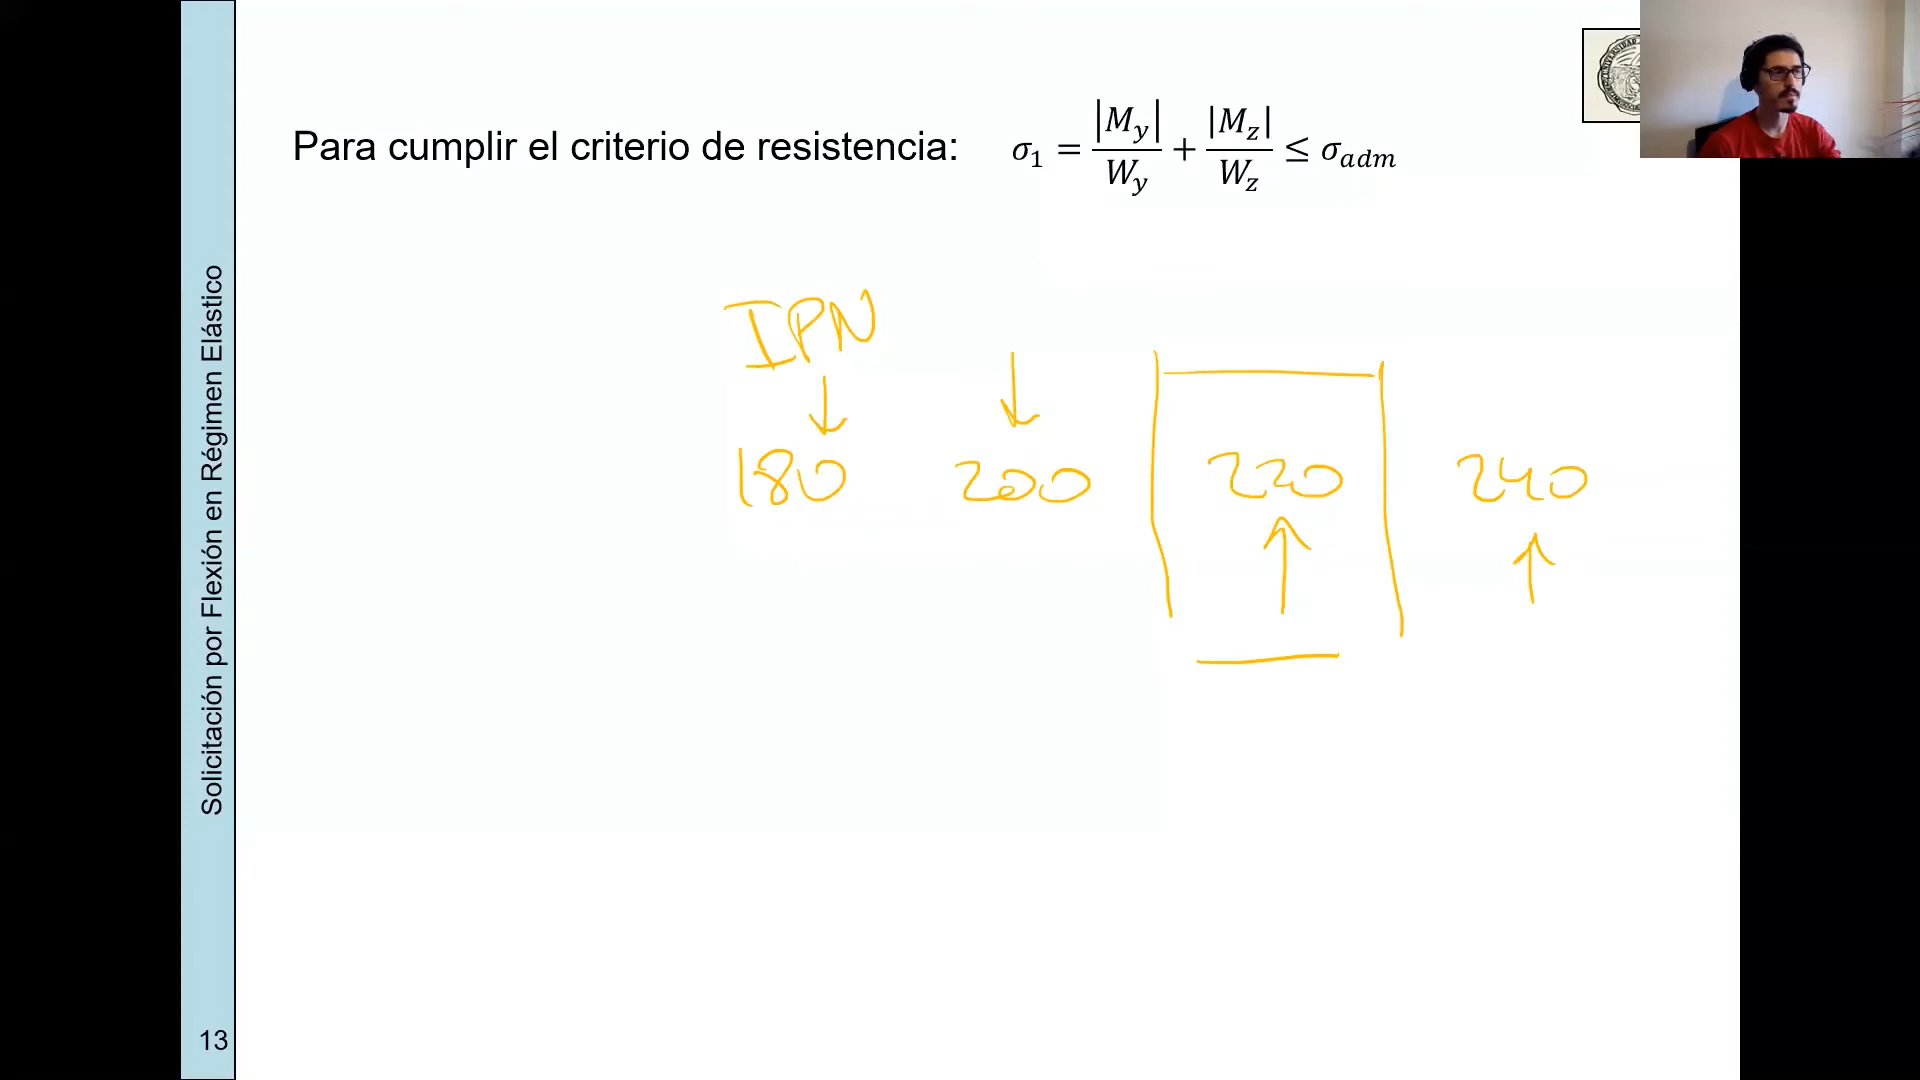 Para cumplir el criterio de resistencia: σ₁ = |M_y|/W_y + |M_z|/W_z ≤ σ_adm
IPN
180 200 220 240
Solicitación por Flexión en Régimen Elástico
13